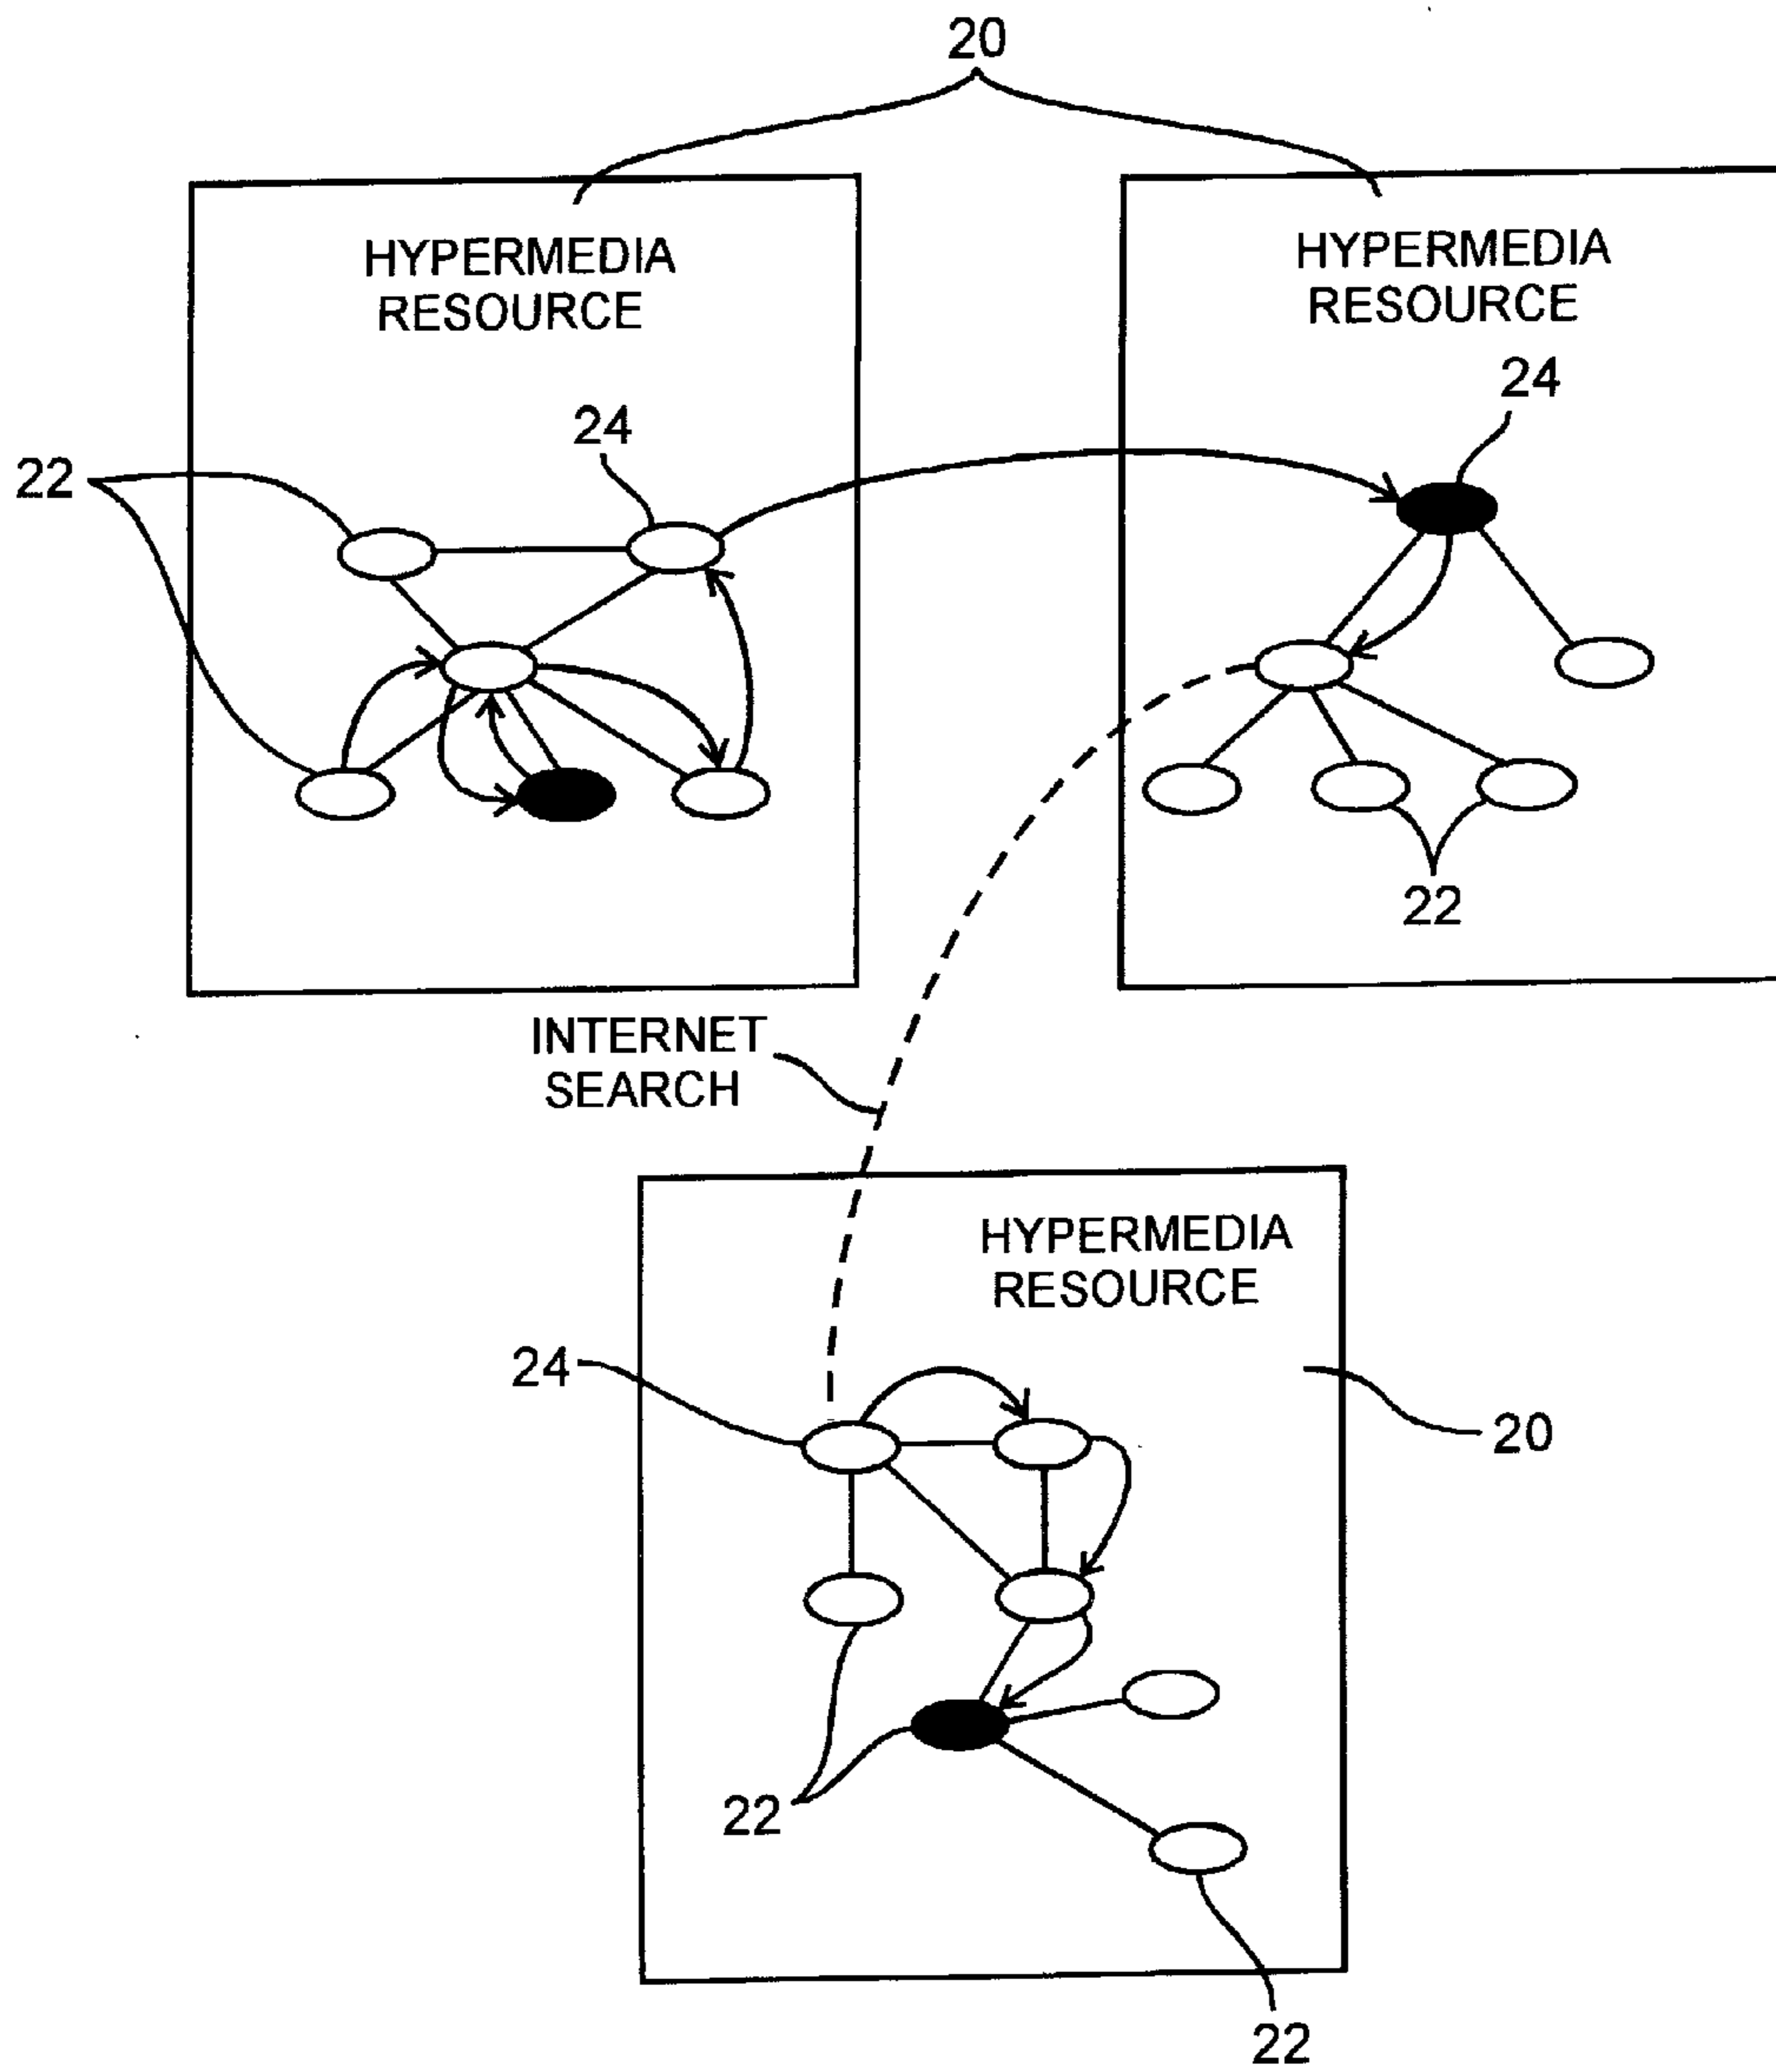 20
HYPERMEDIA
RESOURCE
HYPERMEDIA
RESOURCE
24
24
22
22
INTERNET
SEARCH
HYPERMEDIA
RESOURCE
24
20
22
22